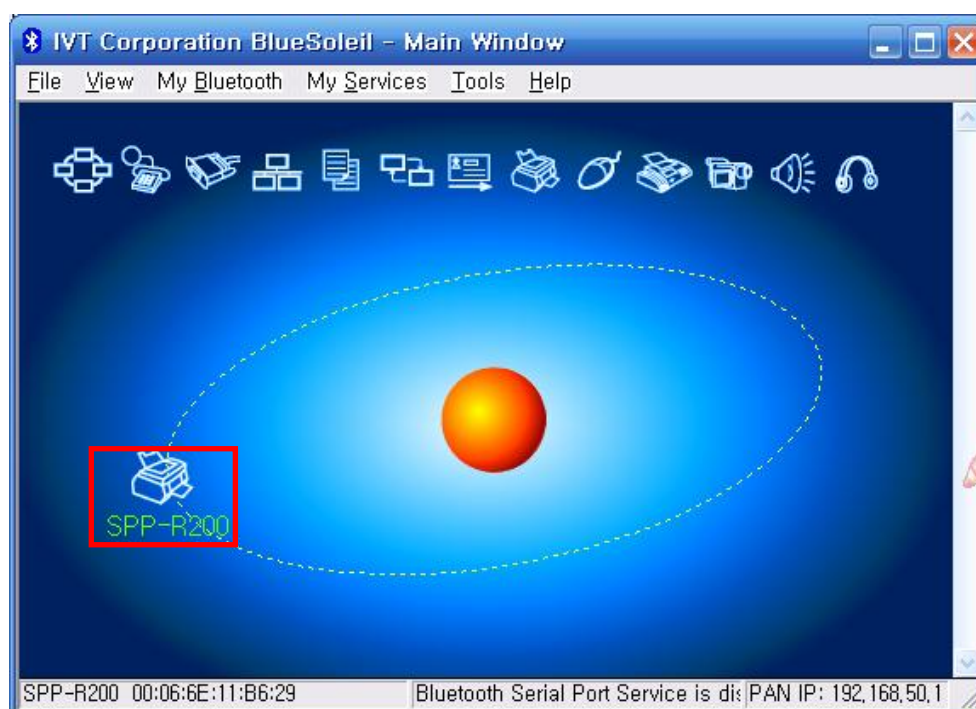 IVT Corporation BlueSoleil - Main Window
File View My Bluetooth My Services Tools Help
SPP-R200
SPP-R200 00:06:6E:11:B6:29 Bluetooth Serial Port Service is PAN IP: 192,168,50,1